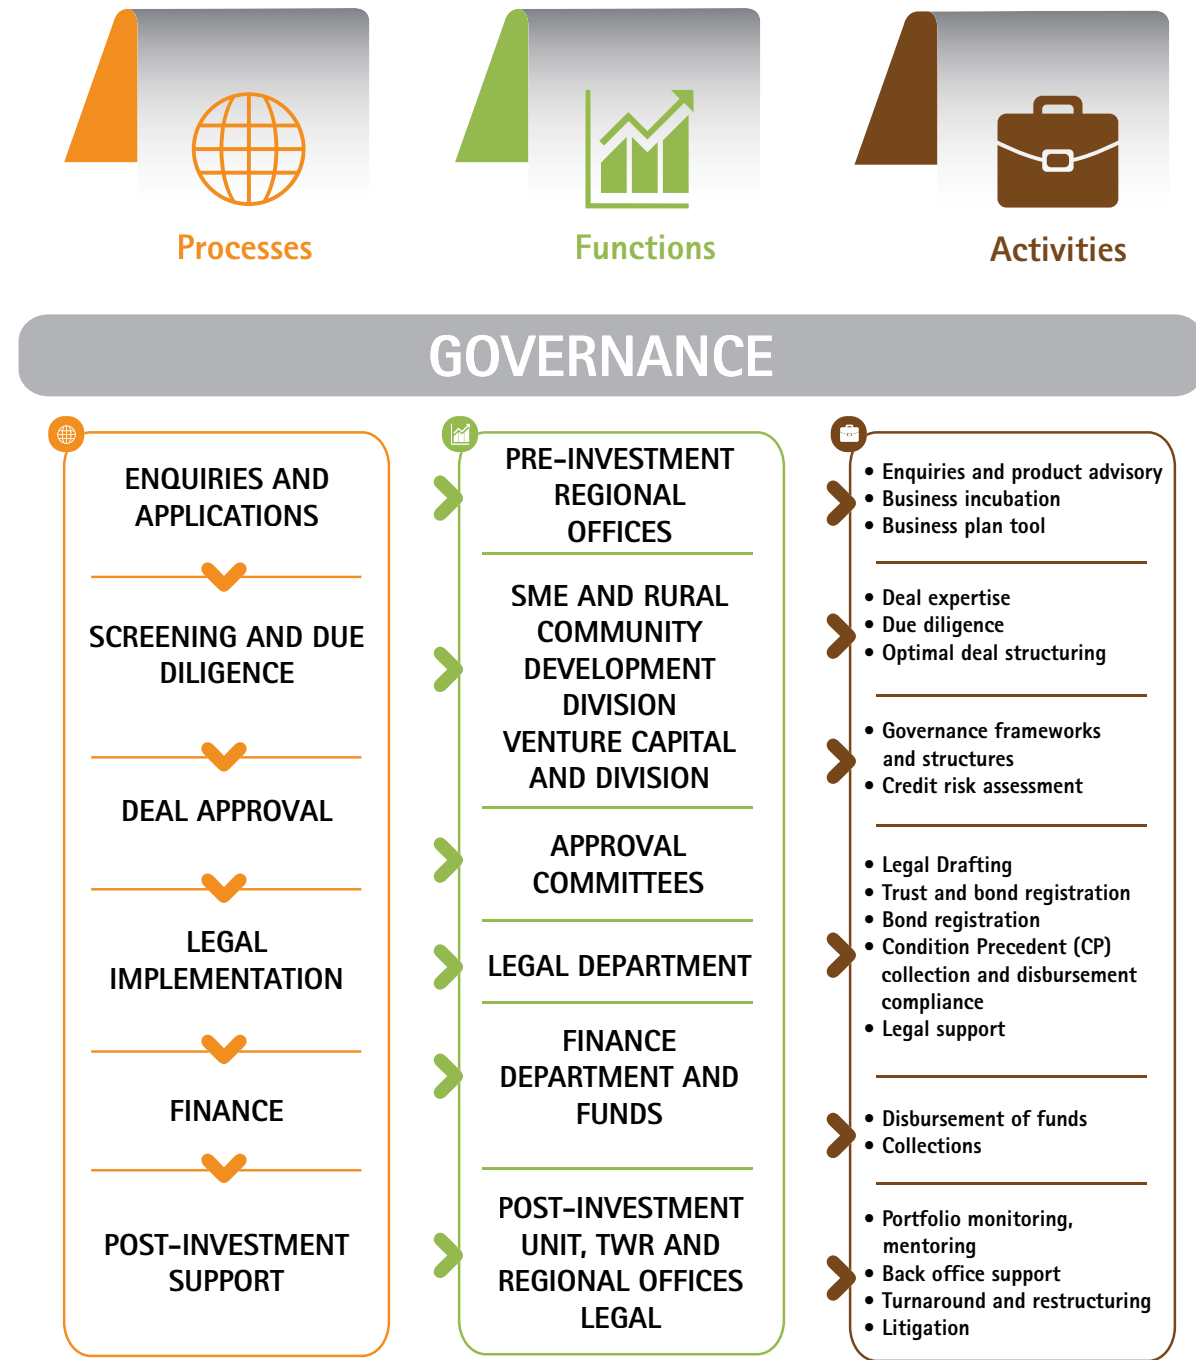 Processes
Functions
Activities
GOVERNANCE
ENQUIRIES AND
APPLICATIONS
SCREENING AND DUE
DILIGENCE
DEAL APPROVAL
LEGAL
IMPLEMENTATION
FINANCE
POST-INVESTMENT
SUPPORT
PRE-INVESTMENT
REGIONAL
OFFICES
SME AND RURAL
COMMUNITY
DEVELOPMENT
DIVISION
VENTURE CAPITAL
AND DIVISION
APPROVAL
COMMITTEES
LEGAL DEPARTMENT
FINANCE
DEPARTMENT AND
FUNDS
POST-INVESTMENT
UNIT, TWR AND
REGIONAL OFFICES
LEGAL
• Enquiries and product advisory
• Business incubation
• Business plan tool
• Deal expertise
• Due diligence
• Optimal deal structuring
• Governance frameworks
and structures
• Credit risk assessment
• Legal Drafting
• Trust and bond registration
• Bond registration
• Condition Precedent (CP)
collection and disbursement
compliance
• Legal support
• Disbursement of funds
• Collections
• Portfolio monitoring,
mentoring
• Back office support
• Turnaround and restructuring
• Litigation